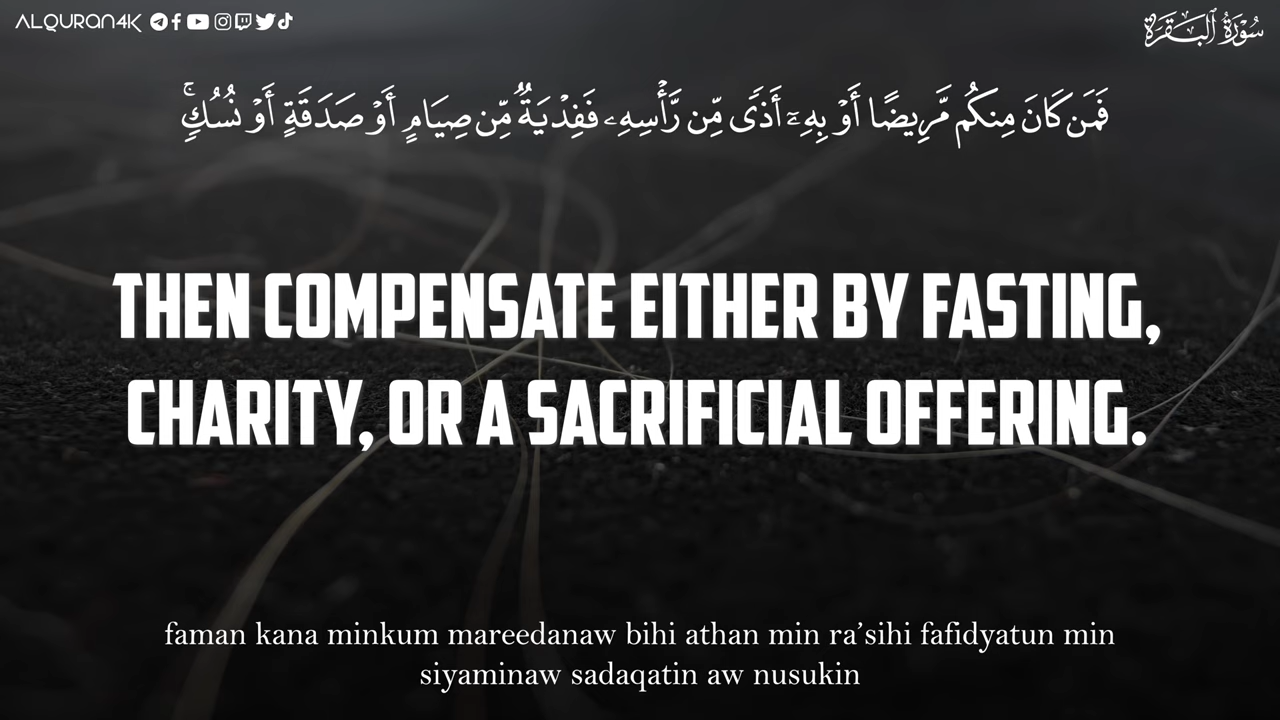 ALQURAN4K
سُورَةُ البَقَرَةِ
فَمَن كَانَ مِنكُم مَّرِيضًا أَوْ بِهِۦٓ أَذًى مِّن رَّأْسِهِۦ فَفِدْيَةٌ مِّن صِيَامٍ أَوْ صَدَقَةٍ أَوْ نُسُكٍۚ
THEN COMPENSATE EITHER BY FASTING,
CHARITY, OR A SACRIFICIAL OFFERING.
faman kana minkum mareedanaw bihi athan min ra’sihi fafidyatun min
siyaminaw sadaqatin aw nusukin